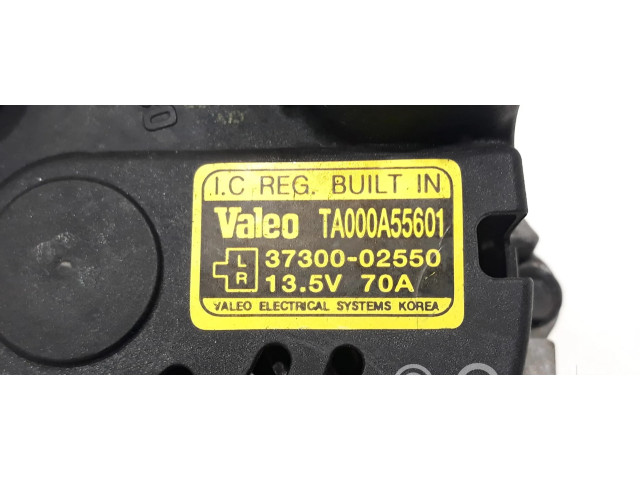 I.C REG. BUILT IN
Valeo TA000A55601
L 37300-02550
R 13.5V 70A
VALEO ELECTRICAL SYSTEMS KOREA